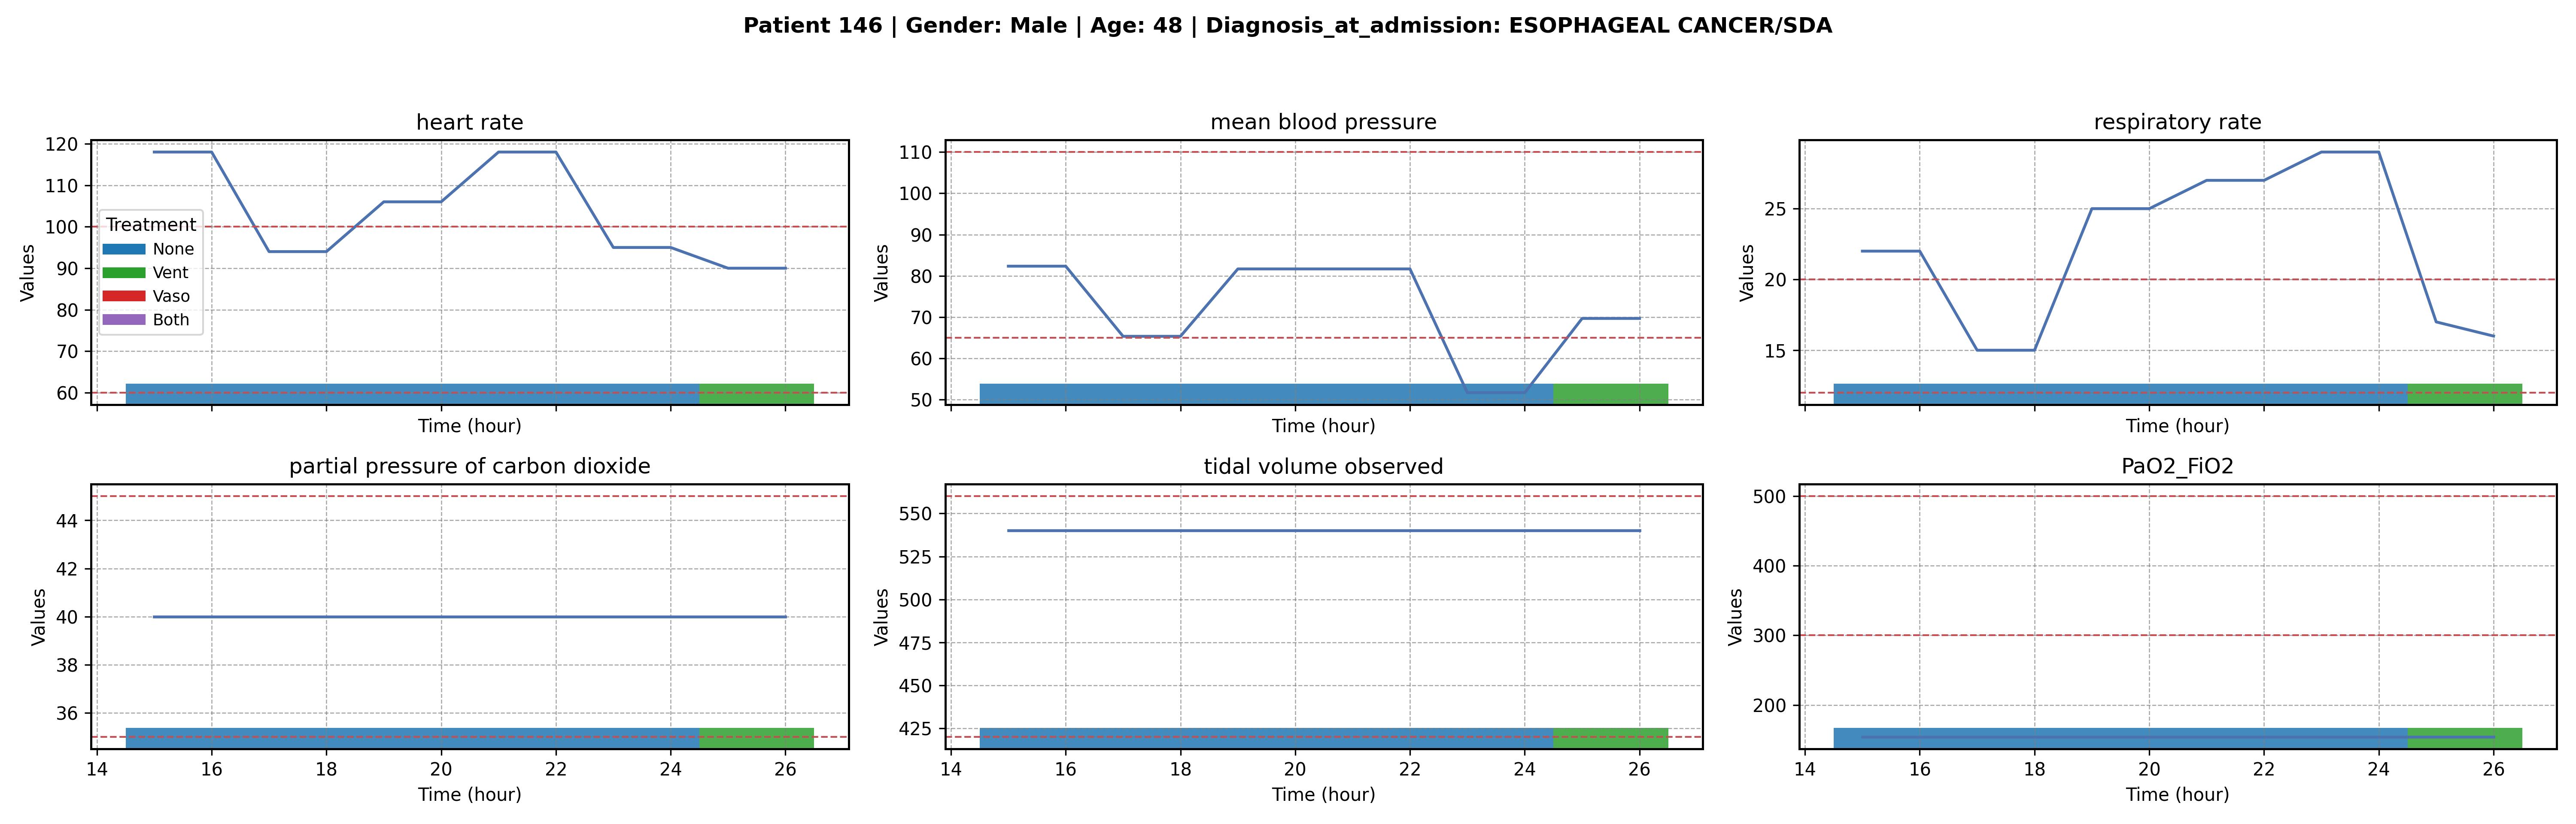 Patient 146 | Gender: Male | Age: 48 | Diagnosis_at_admission: ESOPHAGEAL CANCER/SDA
heart rate
120
110
100
90
80
70
60
Values
Treatment
None
Vent
Vaso
Both
Time (hour)
mean blood pressure
110
100
90
80
70
60
50
Values
Time (hour)
respiratory rate
25
20
15
Values
Time (hour)
partial pressure of carbon dioxide
44
42
40
38
36
Values
14 16 18 20 22 24 26
Time (hour)
tidal volume observed
550
525
500
475
450
425
Values
14 16 18 20 22 24 26
Time (hour)
PaO2_FiO2
500
400
300
200
Values
14 16 18 20 22 24 26
Time (hour)